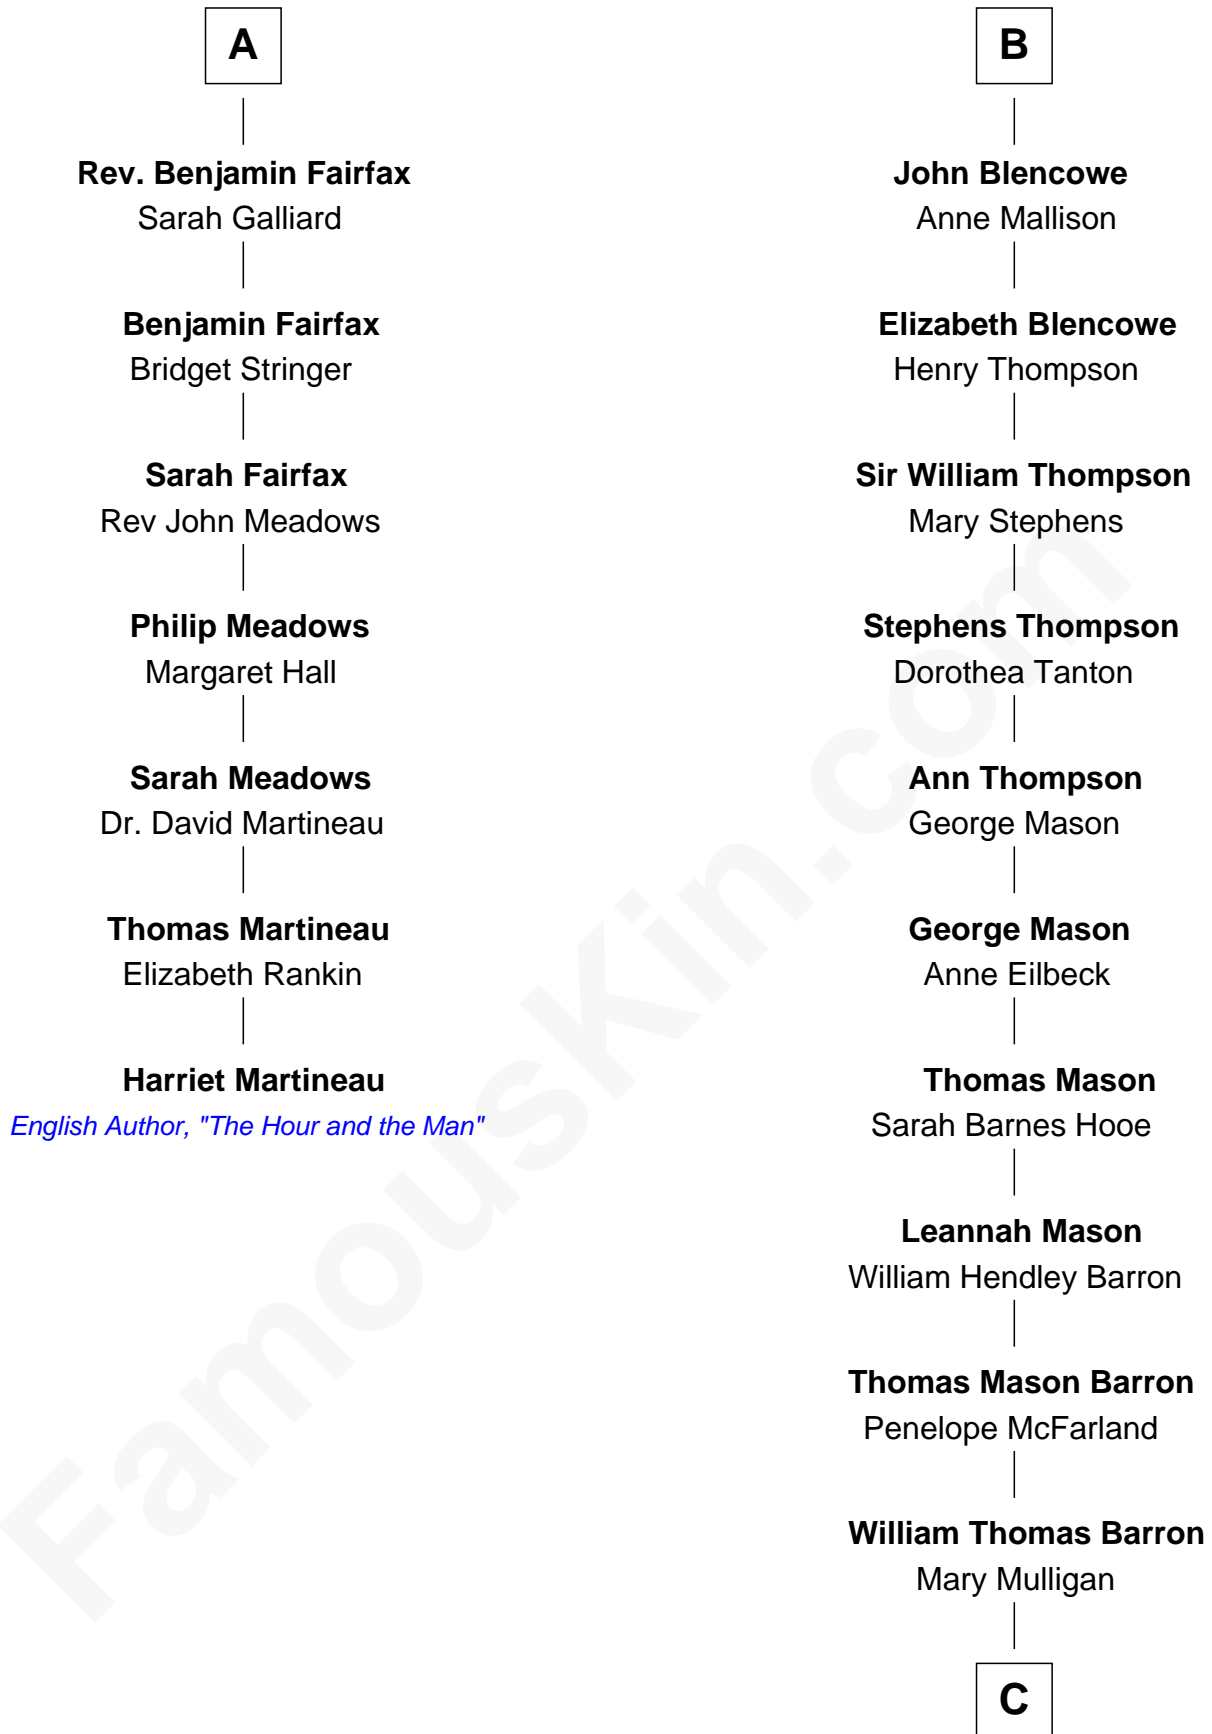 A
Rev. Benjamin Fairfax
Sarah Galliard
Benjamin Fairfax
Bridget Stringer
Sarah Fairfax
Rev John Meadows
Philip Meadows
Margaret Hall
Sarah Meadows
Dr. David Martineau
Thomas Martineau
Elizabeth Rankin
Harriet Martineau
English Author, "The Hour and the Man"
B
John Blencowe
Anne Mallison
Elizabeth Blencowe
Henry Thompson
Sir William Thompson
Mary Stephens
Stephens Thompson
Dorothea Tanton
Ann Thompson
George Mason
George Mason
Anne Eilbeck
Thomas Mason
Sarah Barnes Hooe
Leannah Mason
William Hendley Barron
Thomas Mason Barron
Penelope McFarland
William Thomas Barron
Mary Mulligan
C
FamousKin.com